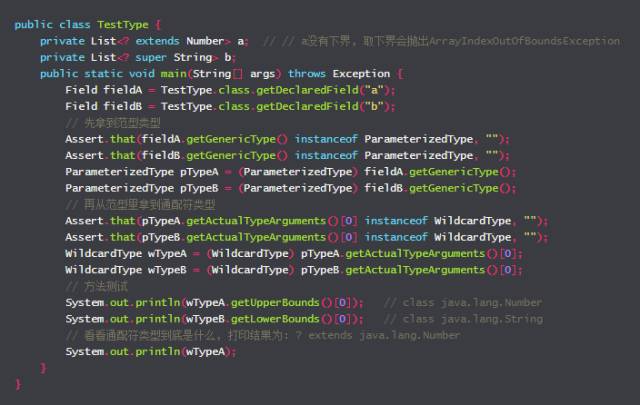 public class TestType {
    private List<? extends Number> a;  // // a没有下界, 取下界会抛出ArrayIndexOutOfBoundsException
    private List<? super String> b;
    public static void main(String[] args) throws Exception {
        Field fieldA = TestType.class.getDeclaredField("a");
        Field fieldB = TestType.class.getDeclaredField("b");
        // 先拿到范型类型
        Assert.that(fieldA.getGenericType() instanceof ParameterizedType, "");
        Assert.that(fieldB.getGenericType() instanceof ParameterizedType, "");
        ParameterizedType pTypeA = (ParameterizedType) fieldA.getGenericType();
        ParameterizedType pTypeB = (ParameterizedType) fieldB.getGenericType();
        // 再从范型里拿到通配符类型
        Assert.that(pTypeA.getActualTypeArguments()[0] instanceof WildcardType, "");
        Assert.that(pTypeB.getActualTypeArguments()[0] instanceof WildcardType, "");
        WildcardType wTypeA = (WildcardType) pTypeA.getActualTypeArguments()[0];
        WildcardType wTypeB = (WildcardType) pTypeB.getActualTypeArguments()[0];
        // 方法测试
        System.out.println(wTypeA.getUpperBounds()[0]);   // class java.lang.Number
        System.out.println(wTypeB.getLowerBounds()[0]);   // class java.lang.String
        // 看看通配符类型到底是什么, 打印结果为: ? extends java.lang.Number
        System.out.println(wTypeA);
    }
}